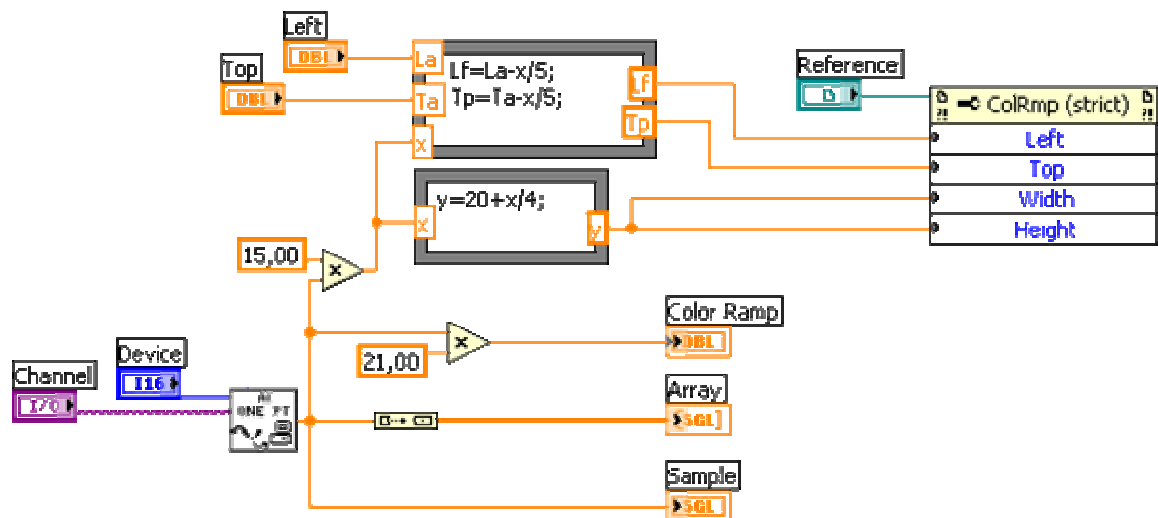 Left
DBL
Top
DBL
La
Ta
x
Lf=La-x/5;
Tp=Ta-x/5;
Lf
Tp
Reference
ColRmp (strict)
Left
Top
Width
Height
x
y=20+x/4;
y
15,00
x
Color Ramp
DBL
x
21,00
Device
I16
Channel
I/O
AI
ONE PT
Array
[SGL]
Sample
SGL